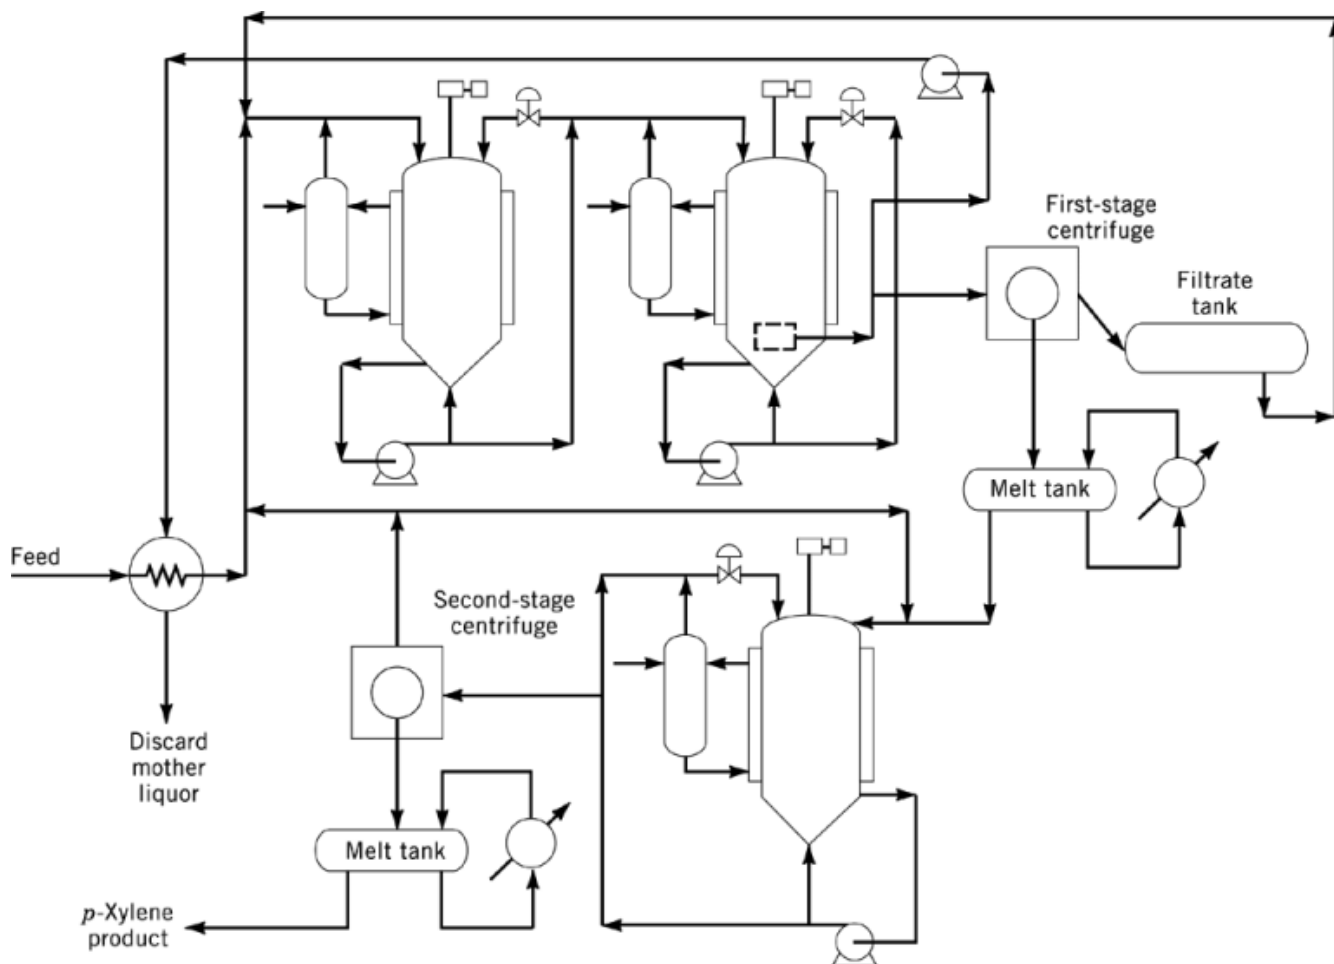 First-stage
centrifuge
Filtrate
tank
Melt tank
Feed
Second-stage
centrifuge
Discard
mother
liquor
Melt tank
p-Xylene
product